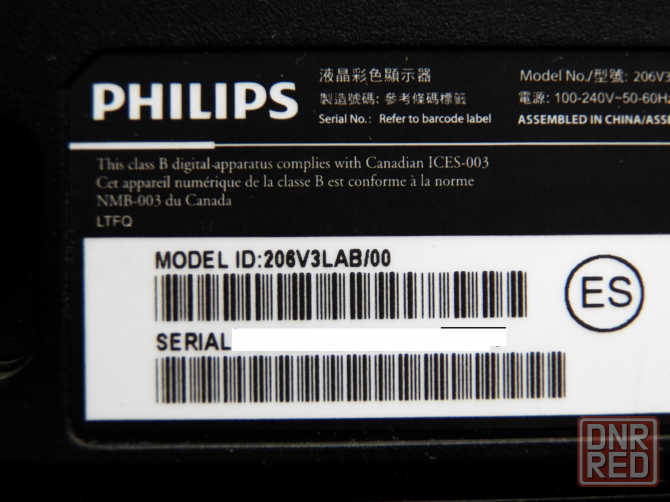 PHILIPS
液晶彩色顯示器
製造號碼: 參考條碼標籤
Serial No.: Refer to barcode label
Model No./型號: 206V3
電源: 100-240V~50-60Hz
ASSEMBLED IN CHINA/ASSE
This class B digital apparatus complies with Canadian ICES-003
Cet appareil numérique de la classe B est conforme à la norme
NMB-003 du Canada
LTFQ
MODEL ID:206V3LAB/00
SERIAL
ES
DNR
RED